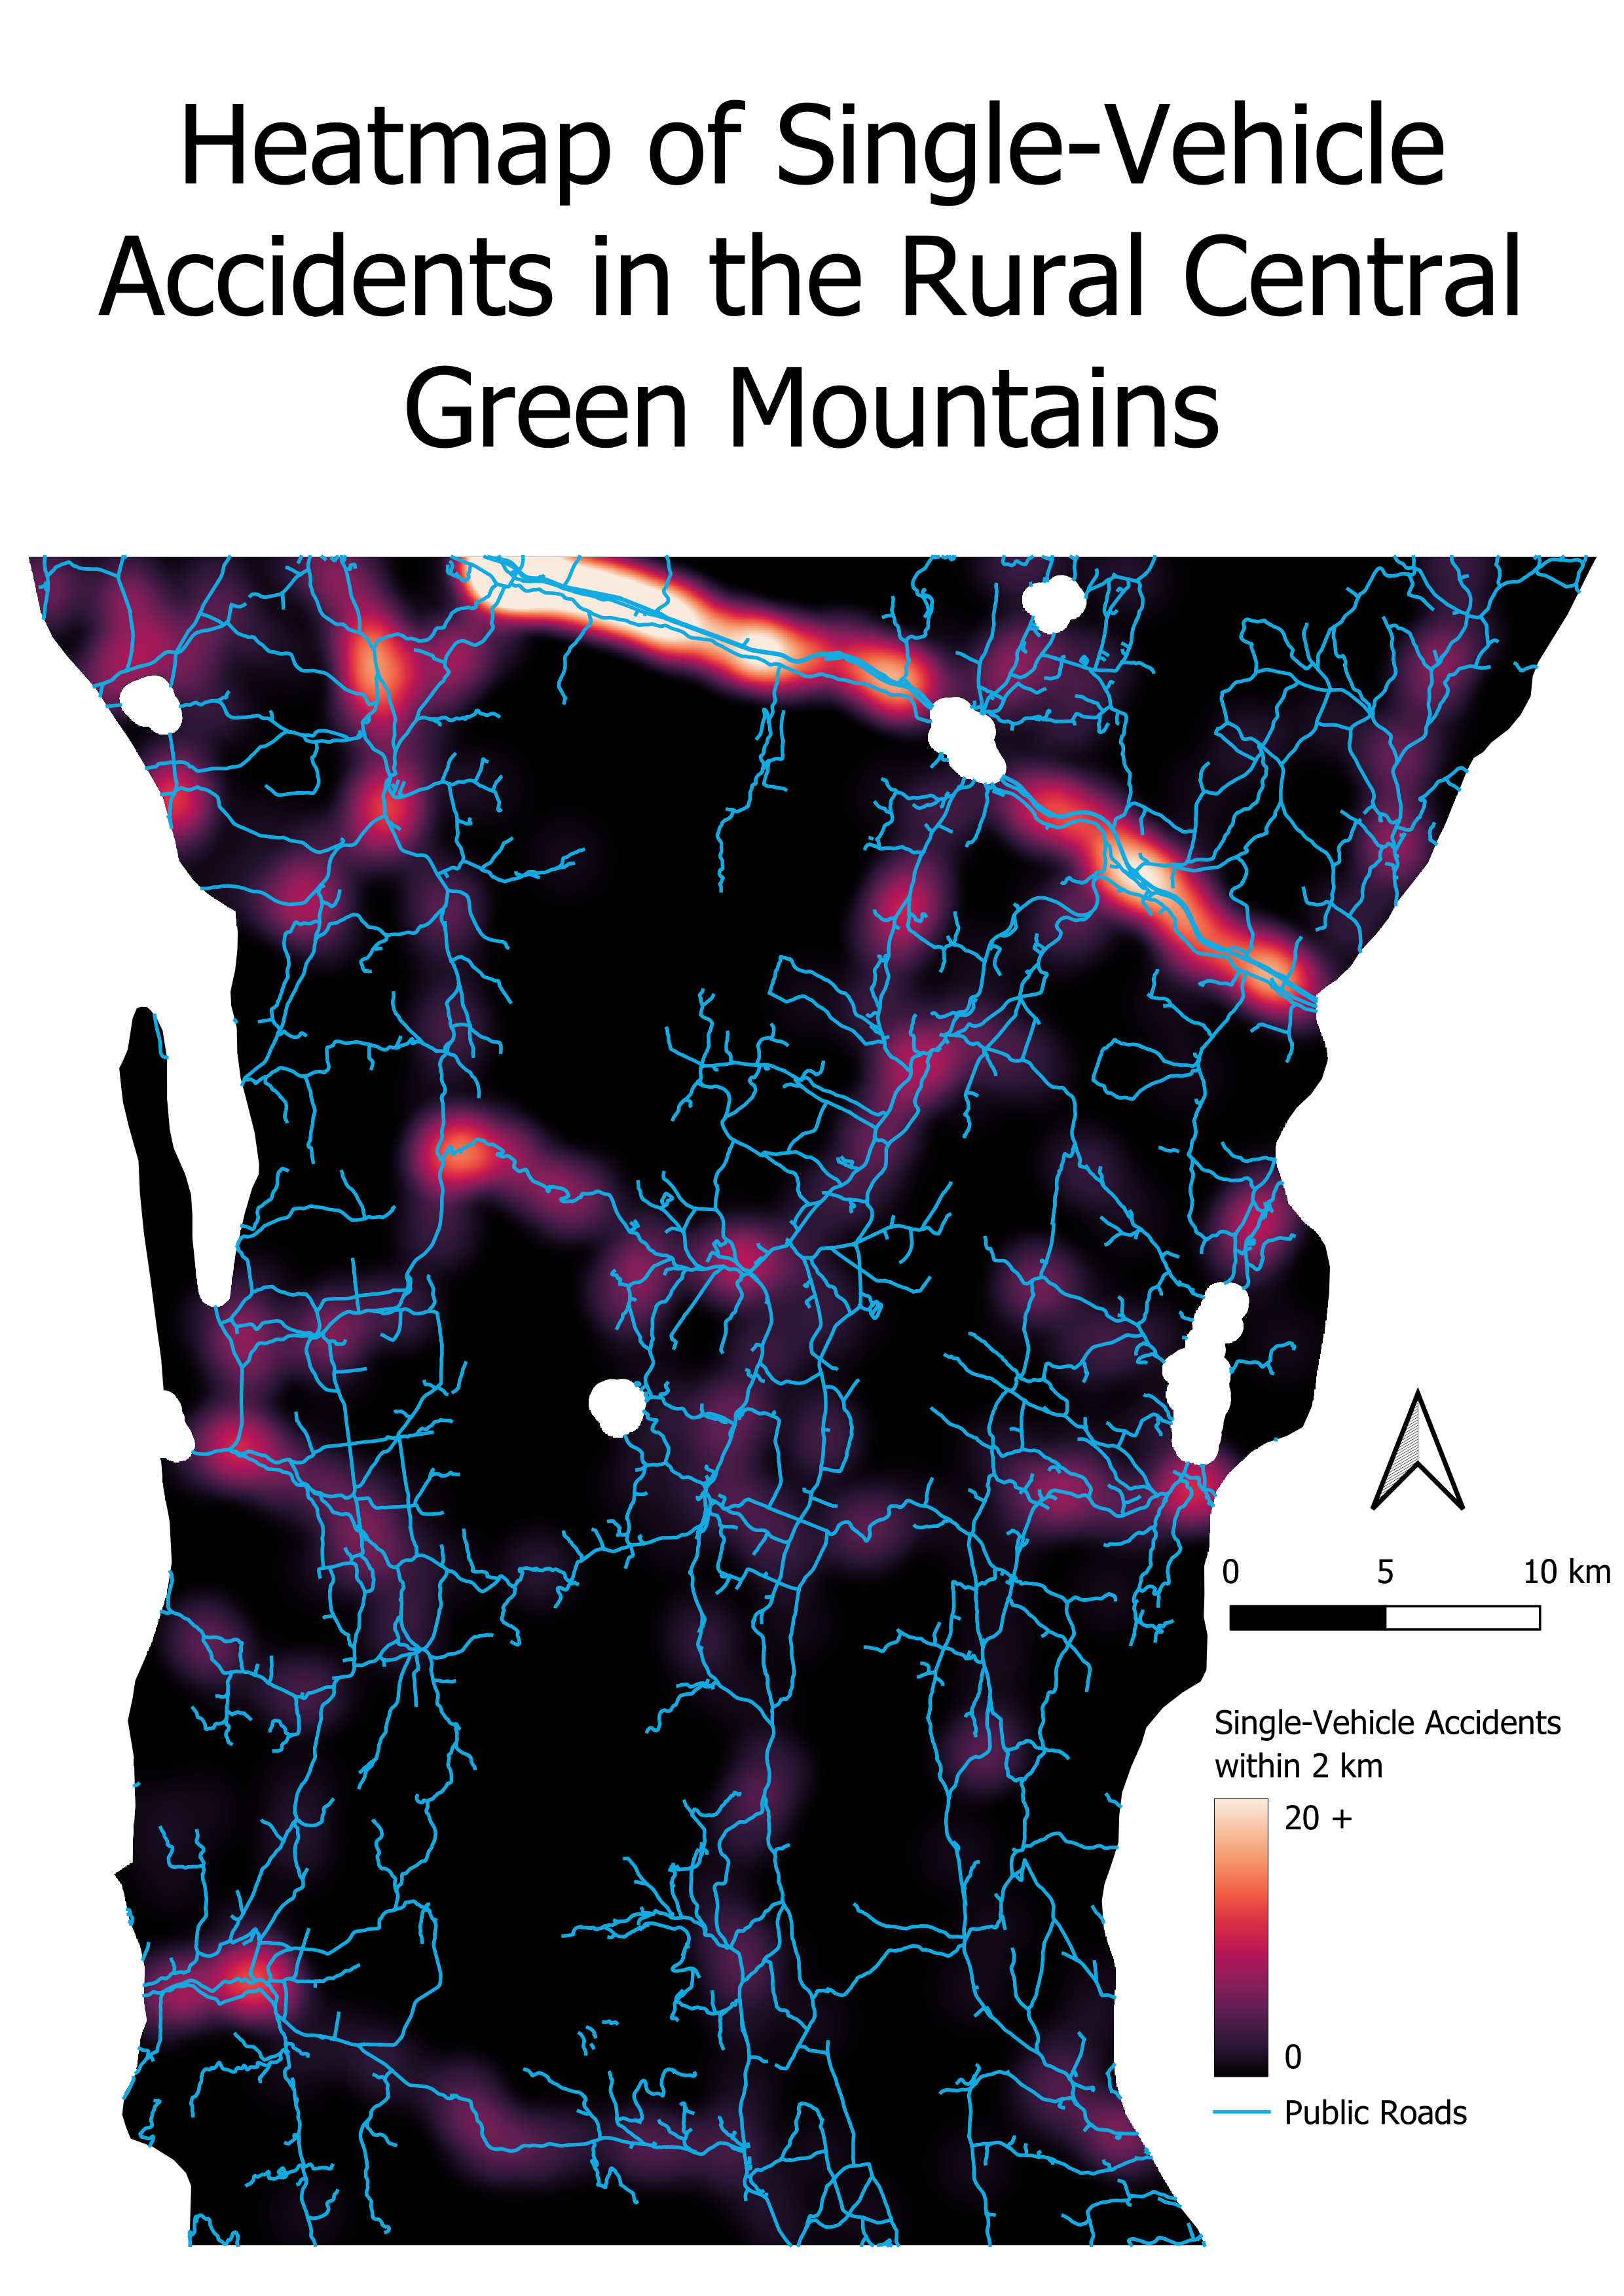 Heatmap of Single-Vehicle
Accidents in the Rural Central
Green Mountains
0 5 10 km
Single-Vehicle Accidents
within 2 km
20 +
0
Public Roads